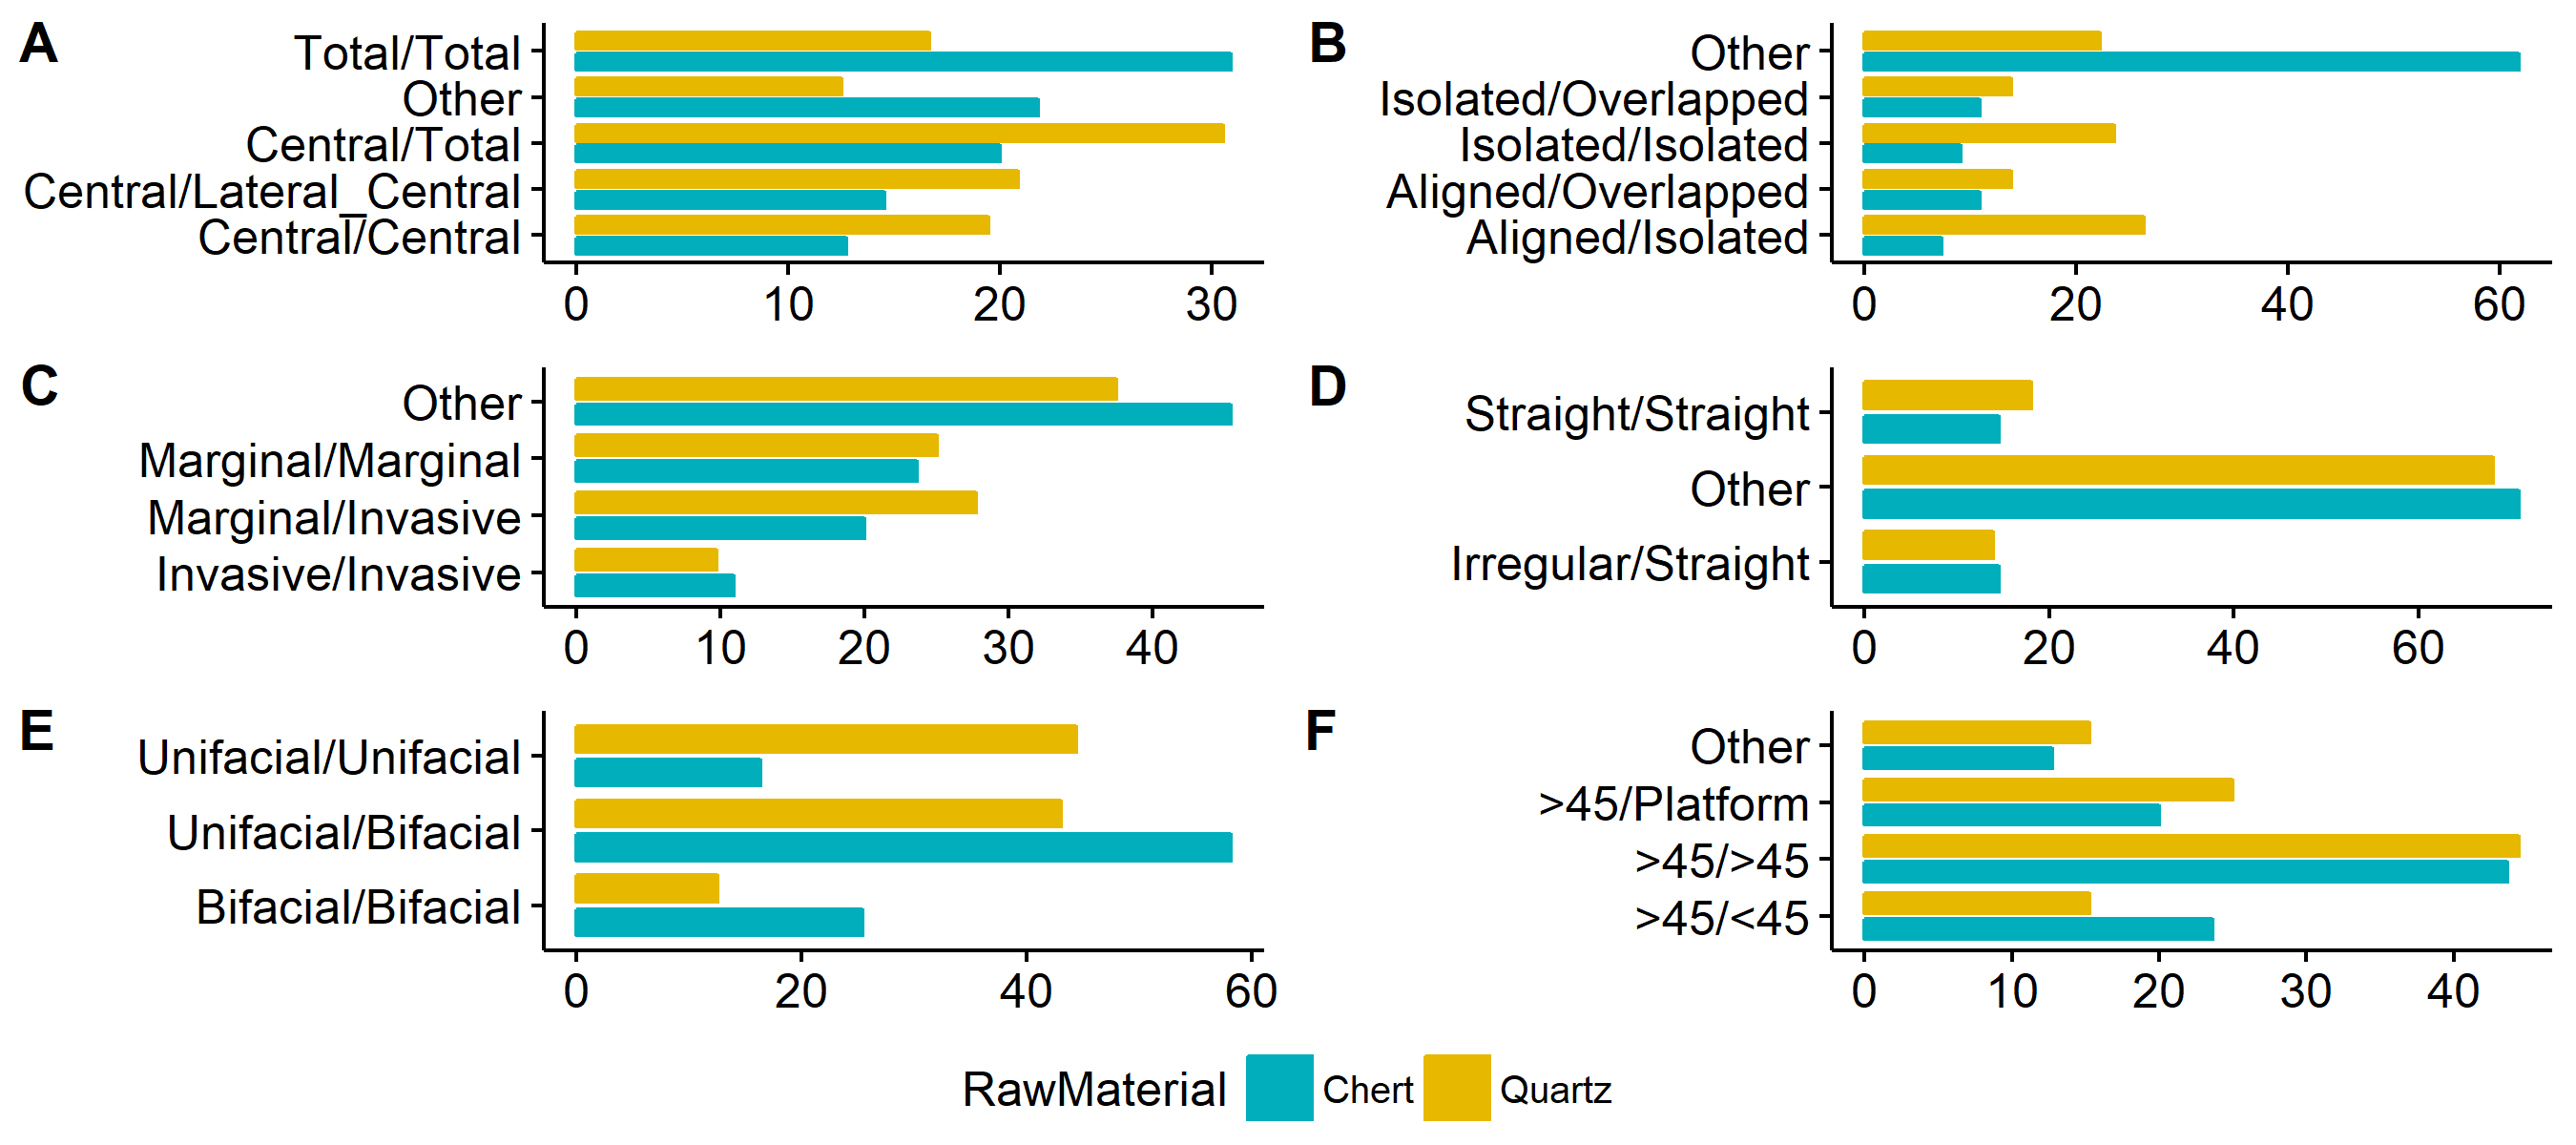 A
Total/Total
Other
Central/Total
Central/Lateral_Central
Central/Central
0 10 20 30
B
Other
Isolated/Overlapped
Isolated/Isolated
Aligned/Overlapped
Aligned/Isolated
0 20 40 60
C
Other
Marginal/Marginal
Marginal/Invasive
Invasive/Invasive
0 10 20 30 40
D
Straight/Straight
Other
Irregular/Straight
0 20 40 60
E
Unifacial/Unifacial
Unifacial/Bifacial
Bifacial/Bifacial
0 20 40 60
F
Other
>45/Platform
>45/>45
>45/<45
0 10 20 30 40
RawMaterial Chert Quartz